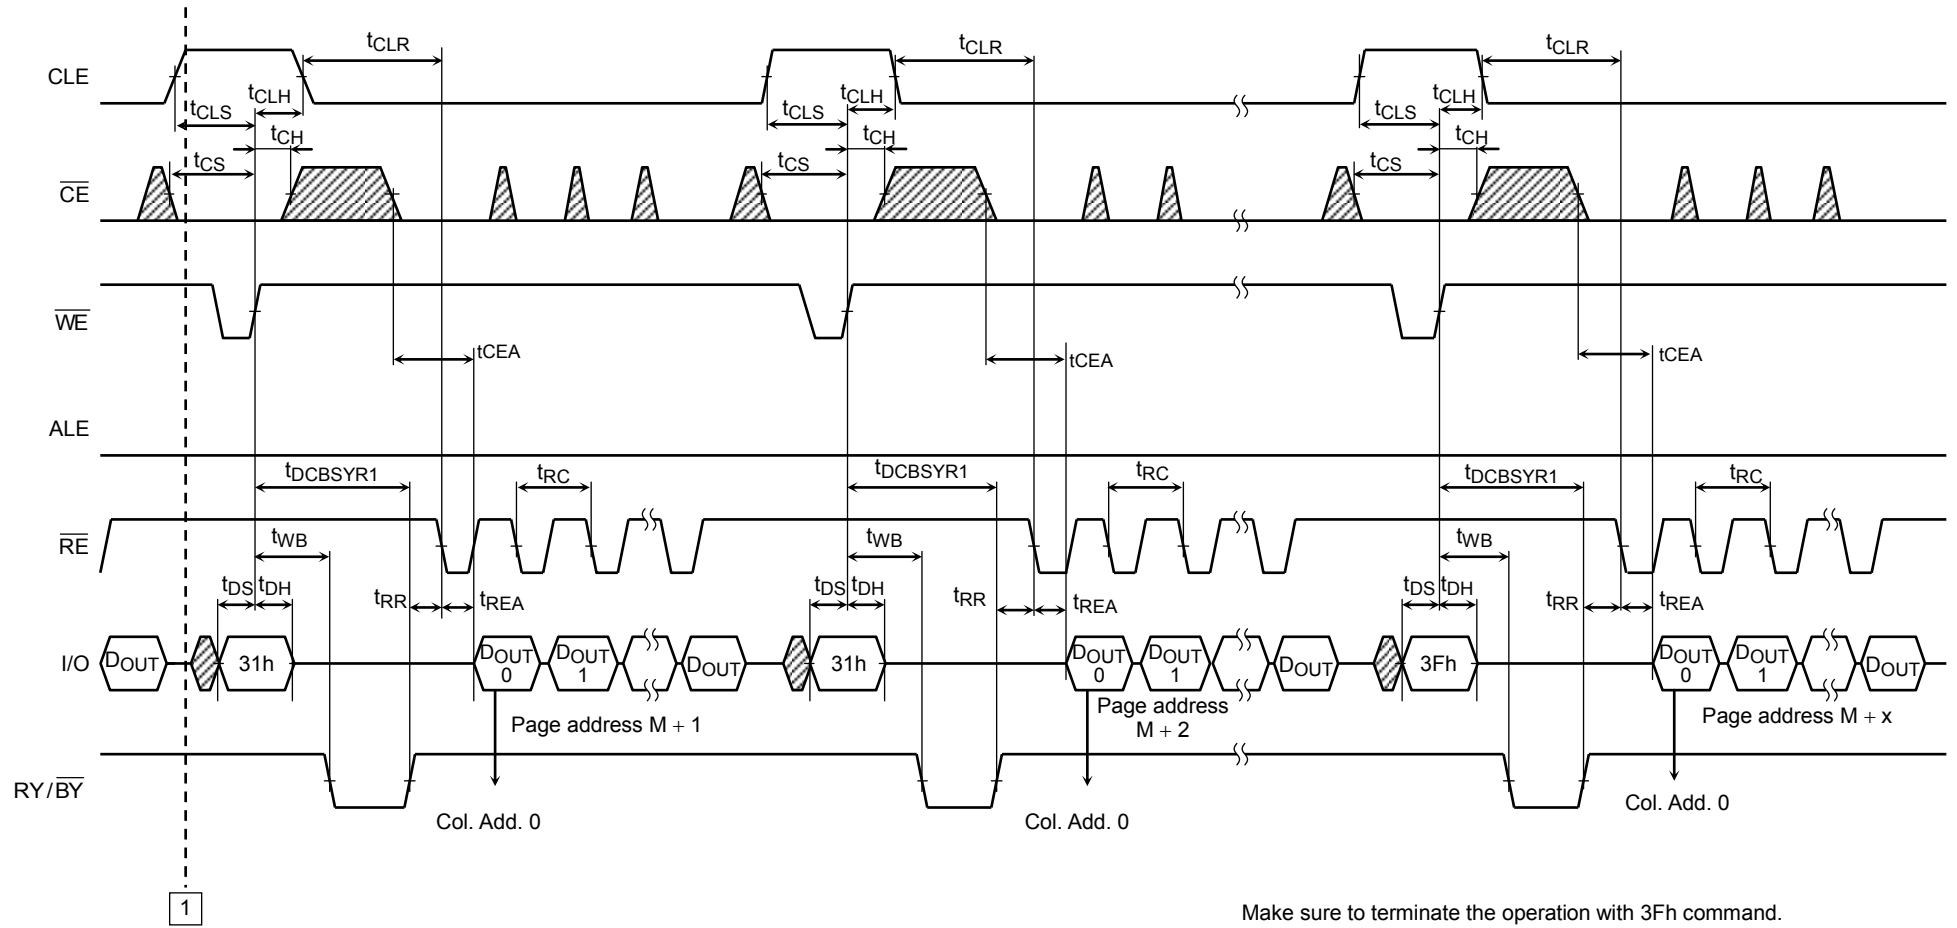 tCLR tCLR tCLR
CLE
tCLH tCLH tCLH
tCLS tCLS tCLS
tCH tCH tCH
tCS tCS tCS
CE
WE
tCEA tCEA tCEA
ALE
tDCBSYR1 tRC tDCBSYR1 tRC tDCBSYR1 tRC
RE
tWB tWB tWB
tDS tDH tDS tDH tDS tDH
tRR tREA tRR tREA tRR tREA
I/O DOUT 31h DOUT 0 DOUT 1 DOUT 31h DOUT 0 DOUT 1 DOUT 3Fh DOUT 0 DOUT 1 DOUT
Page address M + 1
Page address
M + 2
Page address M + x
RY/BY
Col. Add. 0 Col. Add. 0 Col. Add. 0
1
Make sure to terminate the operation with 3Fh command.